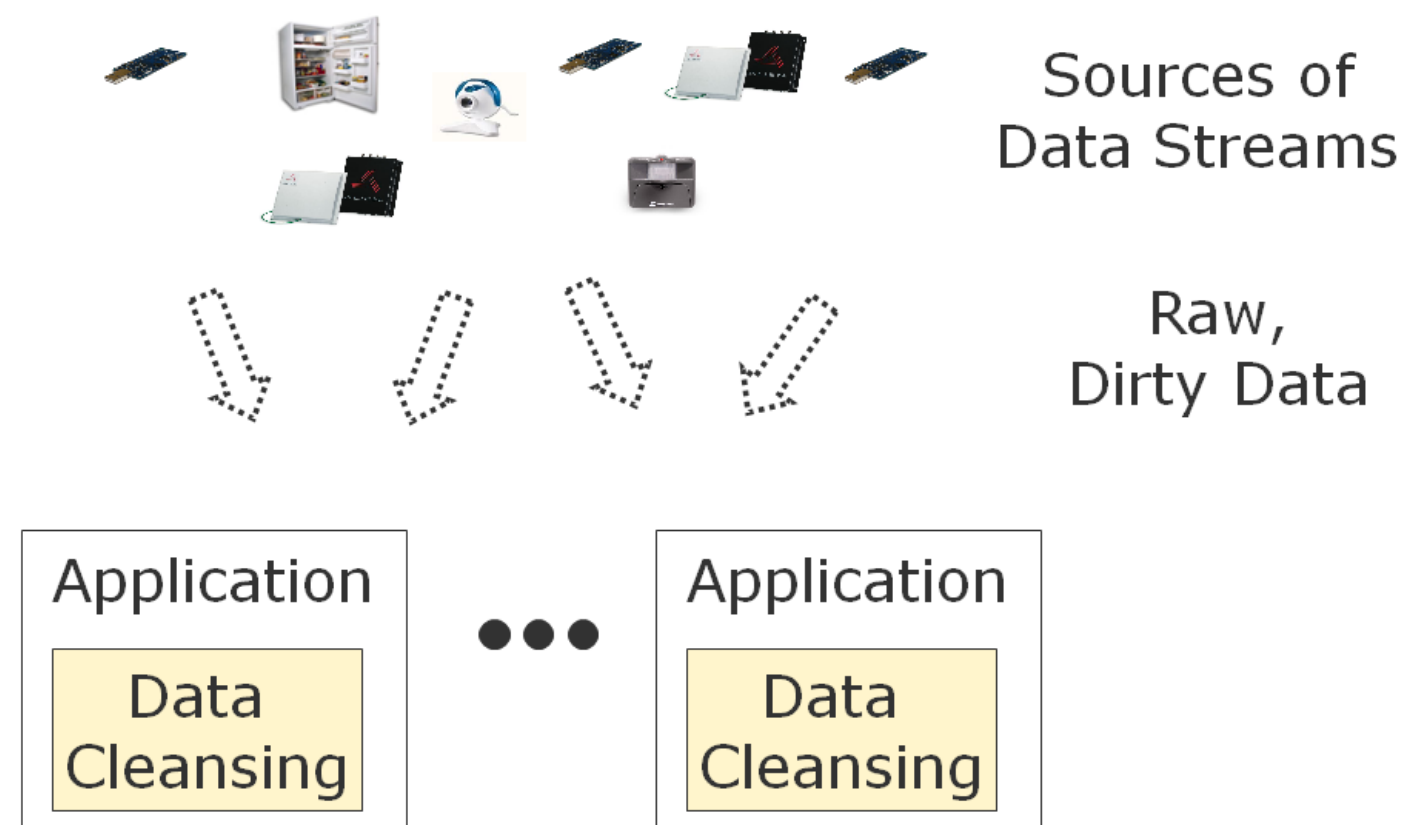 Sources of
Data Streams
Raw,
Dirty Data
Application
Data
Cleansing
Application
Data
Cleansing